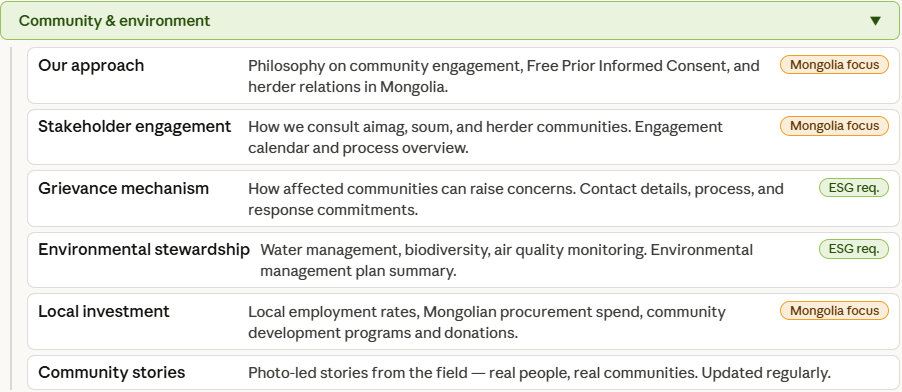 Community & environment ▼
Our approach
Philosophy on community engagement, Free Prior Informed Consent, and
herder relations in Mongolia.
Mongolia focus
Stakeholder engagement
How we consult aimag, soum, and herder communities. Engagement
calendar and process overview.
Mongolia focus
Grievance mechanism
How affected communities can raise concerns. Contact details, process, and
response commitments.
ESG req.
Environmental stewardship
Water management, biodiversity, air quality monitoring. Environmental
management plan summary.
ESG req.
Local investment
Local employment rates, Mongolian procurement spend, community
development programs and donations.
Mongolia focus
Community stories
Photo-led stories from the field — real people, real communities. Updated regularly.